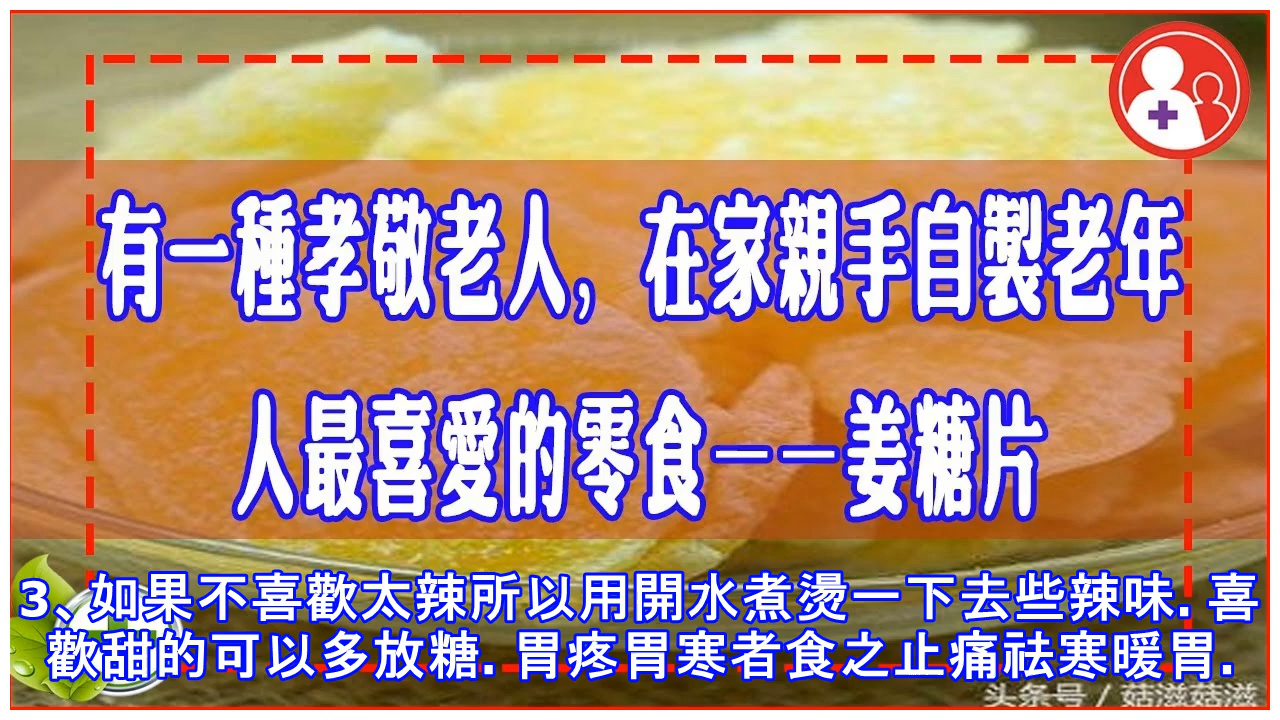 有一種孝敬老人，在家親手自製老年
人最喜愛的零食——姜糖片
3、如果不喜歡太辣所以用開水煮燙一下去些辣味.喜
歡甜的可以多放糖.胃疼胃寒者食之止痛祛寒暖胃.
头条号 / 菇滋菇滋